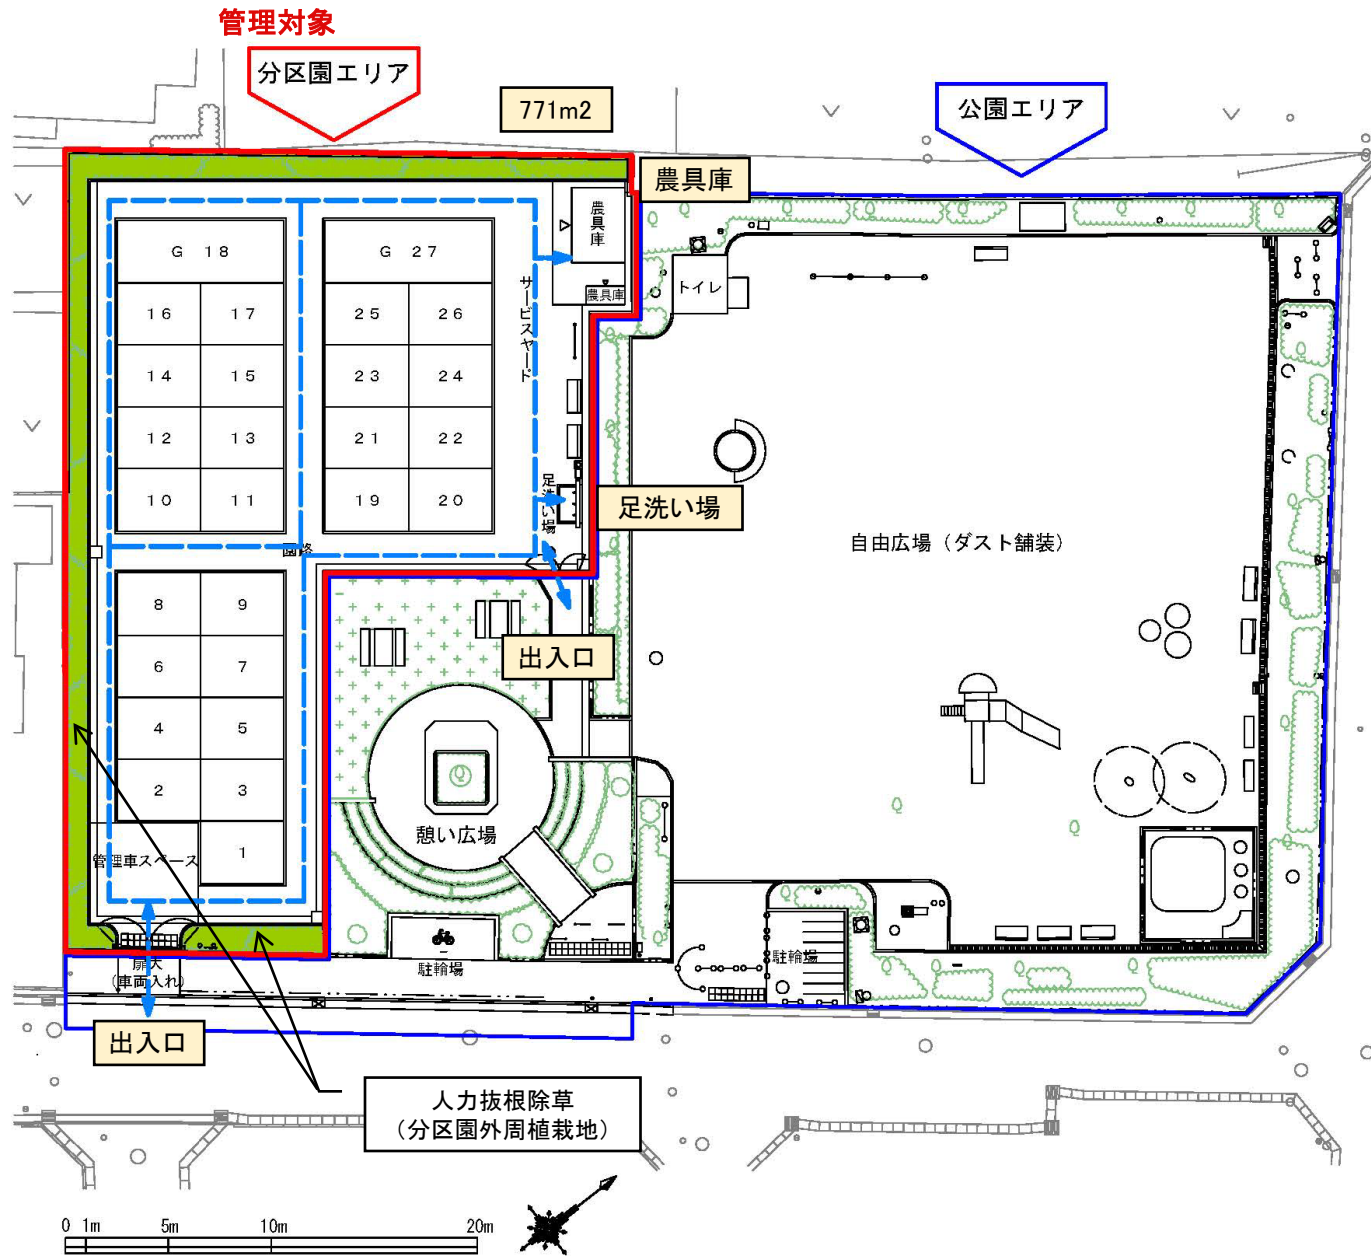 管理対象
分区園エリア
771m2
公園エリア
農具庫
農具庫
農具庫
サービスヤード
トイレ
G 18
G 27
16 17
25 26
14 15
23 24
12 13
21 22
10 11
19 20
足洗い場
足洗い場
自由広場（ダスト舗装）
園路
8 9
6 7
4 5
2 3
1
出入口
憩い広場
管理車スペース
駐輪場
駐輪場
扉大
（車両入れ）
出入口
人力抜根除草
（分区園外周植栽地）
0 1m 5m 10m 20m